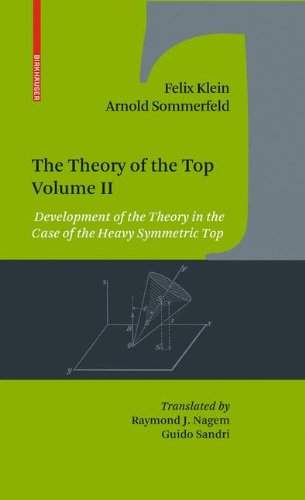 BIRKHAUSER
Felix Klein
Arnold Sommerfeld
The Theory of the Top
Volume II
Development of the Theory in the
Case of the Heavy Symmetric Top
Translated by
Raymond J. Nagem
Guido Sandri